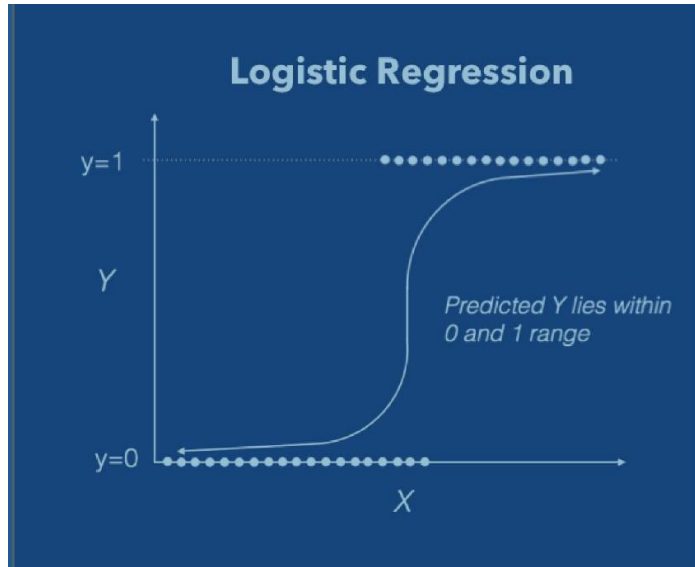 Logistic Regression
y=1
Y
Predicted Y lies within
0 and 1 range
y=0
X